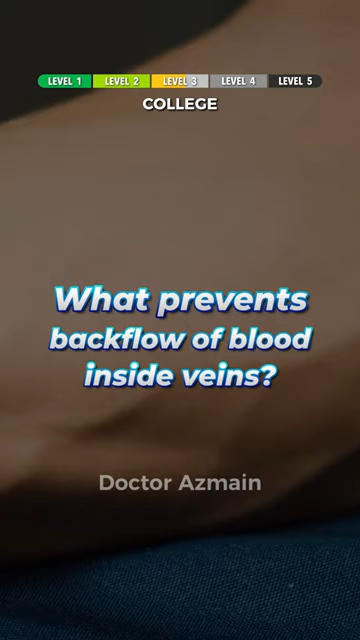 LEVEL 1 LEVEL 2 LEVEL 3 LEVEL 4 LEVEL 5
COLLEGE
What prevents
backflow of blood
inside veins?
Doctor Azmain